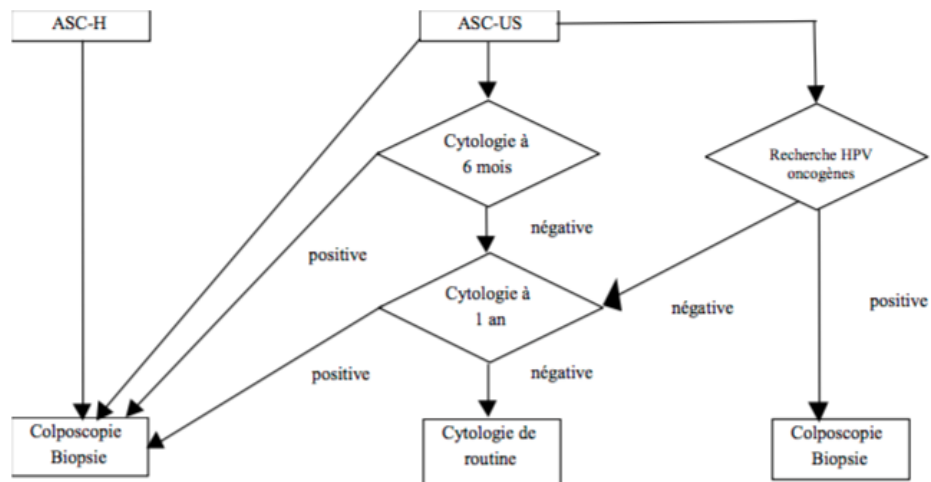 ASC-H
ASC-US
Cytologie à
6 mois
Recherche HPV
oncogènes
négative
positive
Cytologie à
1 an
négative
positive
positive
négative
Colposcopie
Biopsie
Cytologie de
routine
Colposcopie
Biopsie